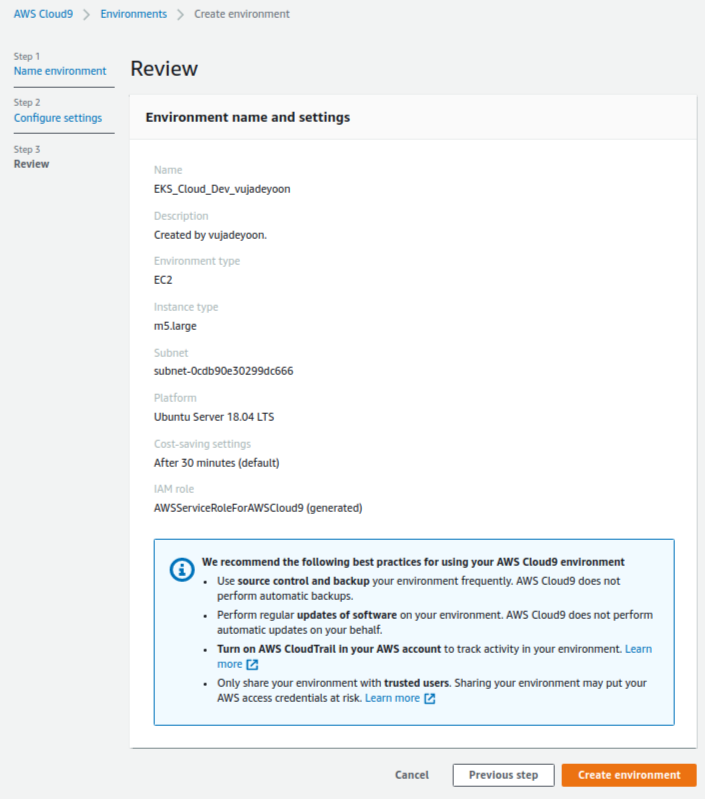 AWS Cloud9 > Environments > Create environment
Step 1
Name environment
Step 2
Configure settings
Step 3
Review
Review
Environment name and settings
Name
EKS_Cloud_Dev_vujadeyoon
Description
Created by vujadeyoon.
Environment type
EC2
Instance type
m5.large
Subnet
subnet-0cdb90e30299dc666
Platform
Ubuntu Server 18.04 LTS
Cost-saving settings
After 30 minutes (default)
IAM role
AWSServiceRoleForAWSCloud9 (generated)
We recommend the following best practices for using your AWS Cloud9 environment
• Use source control and backup your environment frequently. AWS Cloud9 does not
perform automatic backups.
• Perform regular updates of software on your environment. AWS Cloud9 does not perform
automatic updates on your behalf.
• Turn on AWS CloudTrail in your AWS account to track activity in your environment. Learn
more
• Only share your environment with trusted users. Sharing your environment may put your
AWS access credentials at risk. Learn more
Cancel
Previous step
Create environment